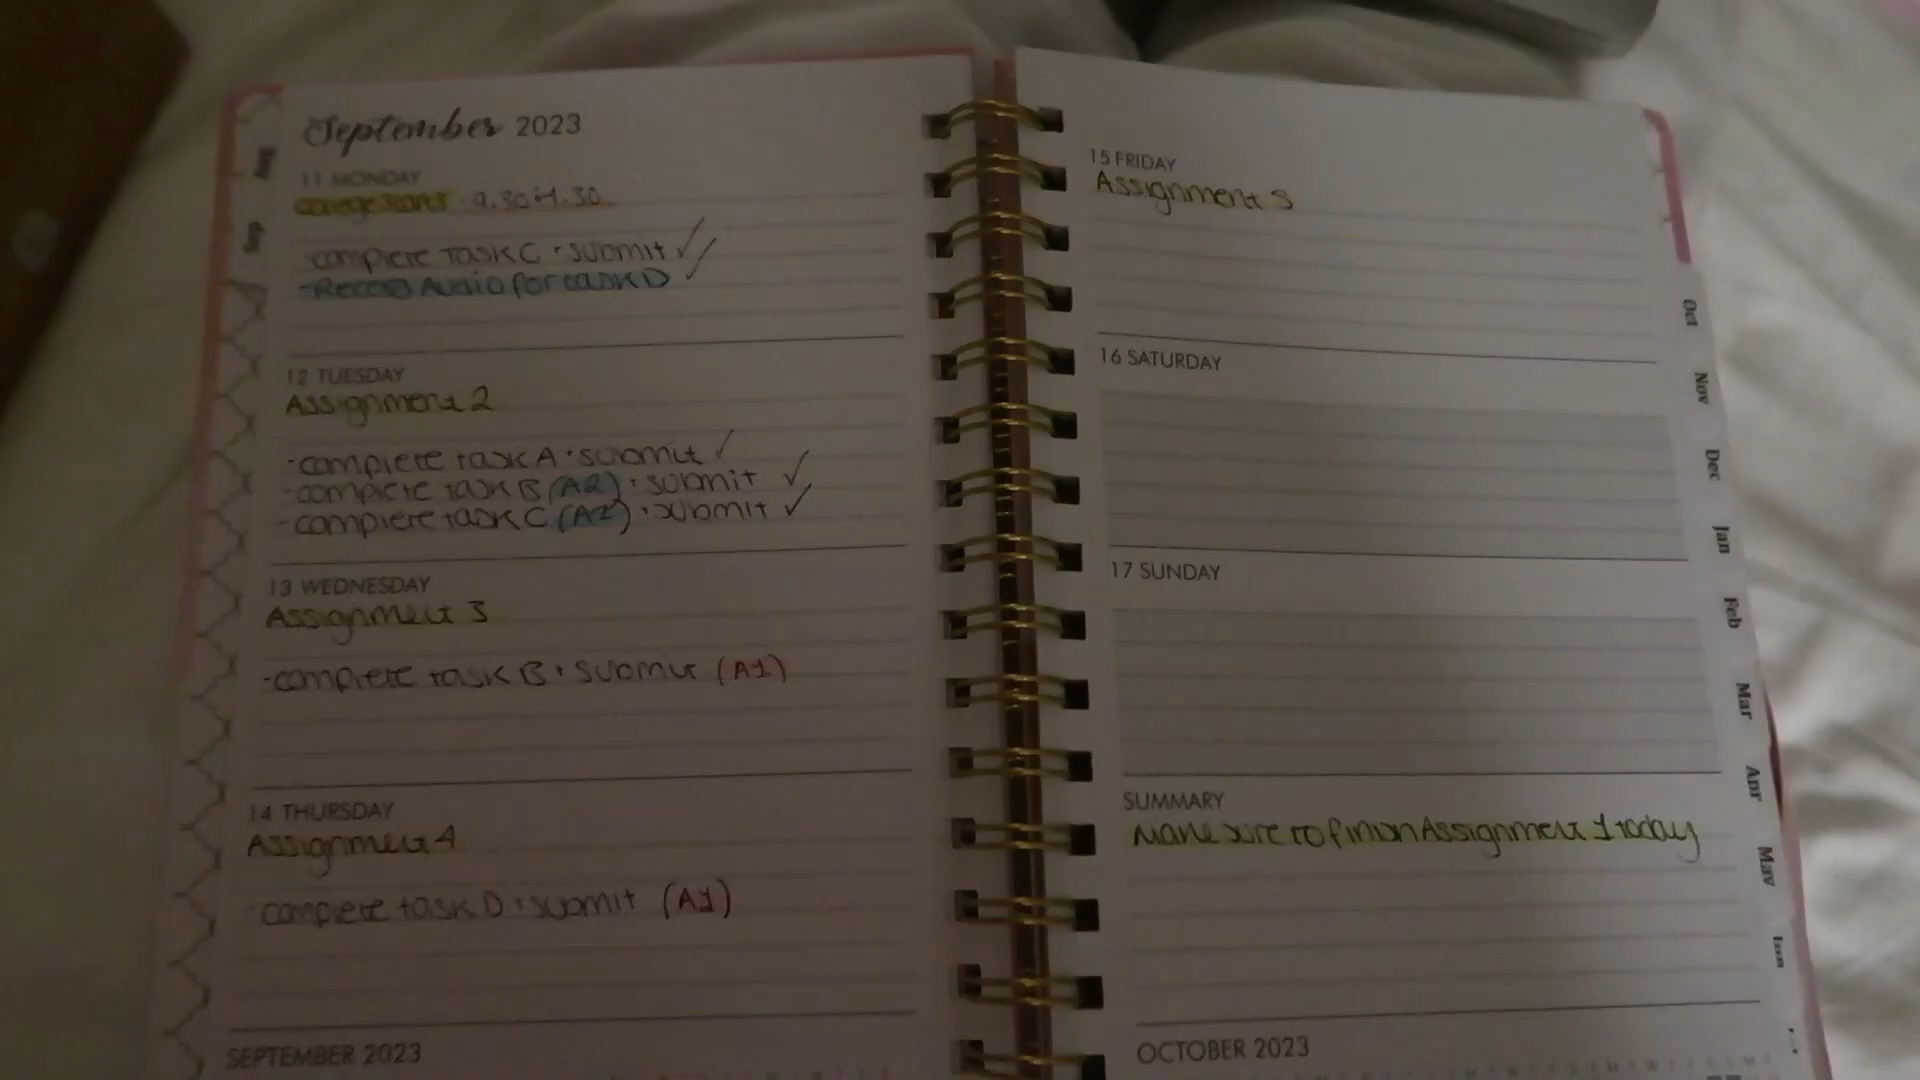 September 2023
11 MONDAY
College starts - 9.30-4.30
-complete task C + submit ✓
-Record Audio for task D ✓
12 TUESDAY
Assignment 2
-complete task A + submit ✓
-complete task B (A2) + submit ✓
-complete task C (A2) + submit ✓
13 WEDNESDAY
Assignment 3
-complete task B + submit (A1)
14 THURSDAY
Assignment 4
-complete task D + submit (A1)
SEPTEMBER 2023
15 FRIDAY
Assignment 5
16 SATURDAY
17 SUNDAY
SUMMARY
Make sure to finish Assignment 1 today
OCTOBER 2023
Aug
Sep
Oct
Nov
Dec
Jan
Feb
Mar
Apr
May
Jun